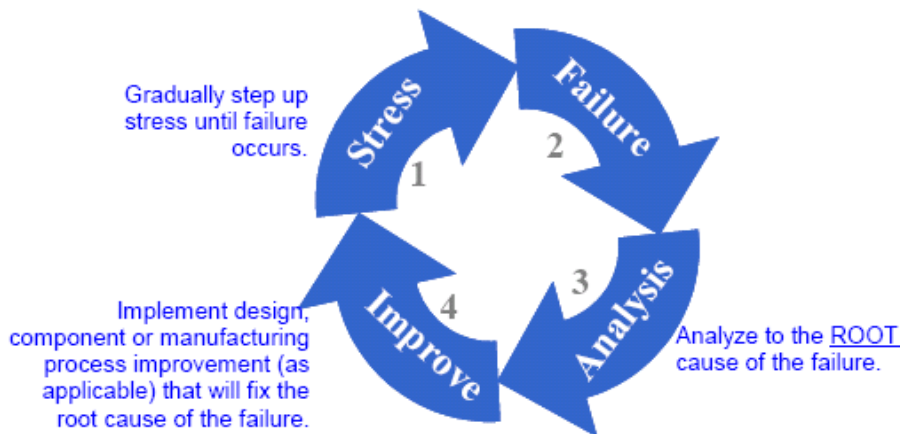 Gradually step up
stress until failure
occurs.
Stress
1
Failure
2
Analysis
3
Analyze to the ROOT
cause of the failure.
Improve
4
Implement design,
component or manufacturing
process improvement (as
applicable) that will fix the
root cause of the failure.